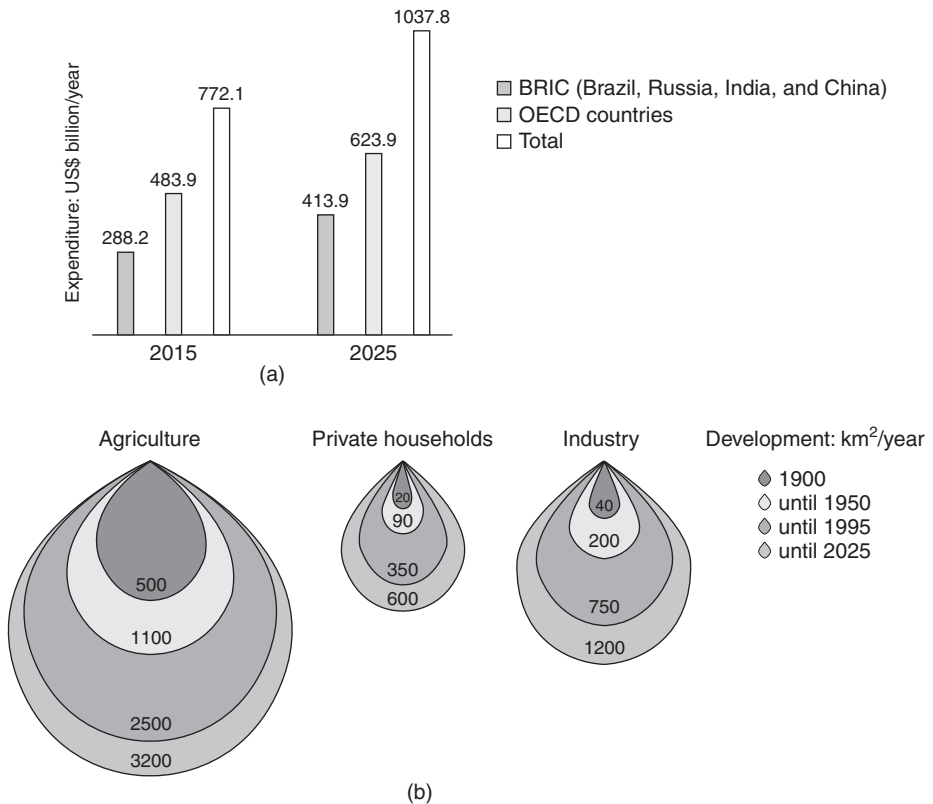 1037.8
772.1
623.9
483.9
413.9
288.2
Expenditure: US$ billion/year
BRIC (Brazil, Russia, India, and China)
OECD countries
Total
2015
2025
(a)
Agriculture
Private households
Industry
Development: km²/year
1900
until 1950
until 1995
until 2025
500
1100
2500
3200
20
90
350
600
40
200
750
1200
(b)